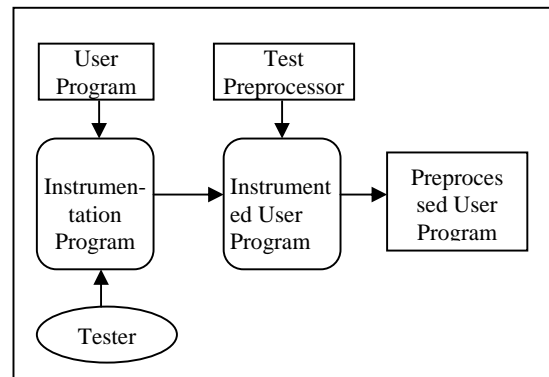 User
Program
Test
Preprocessor
Instrumen-
tation
Program
Instrument
ed User
Program
Preproces
sed User
Program
Tester